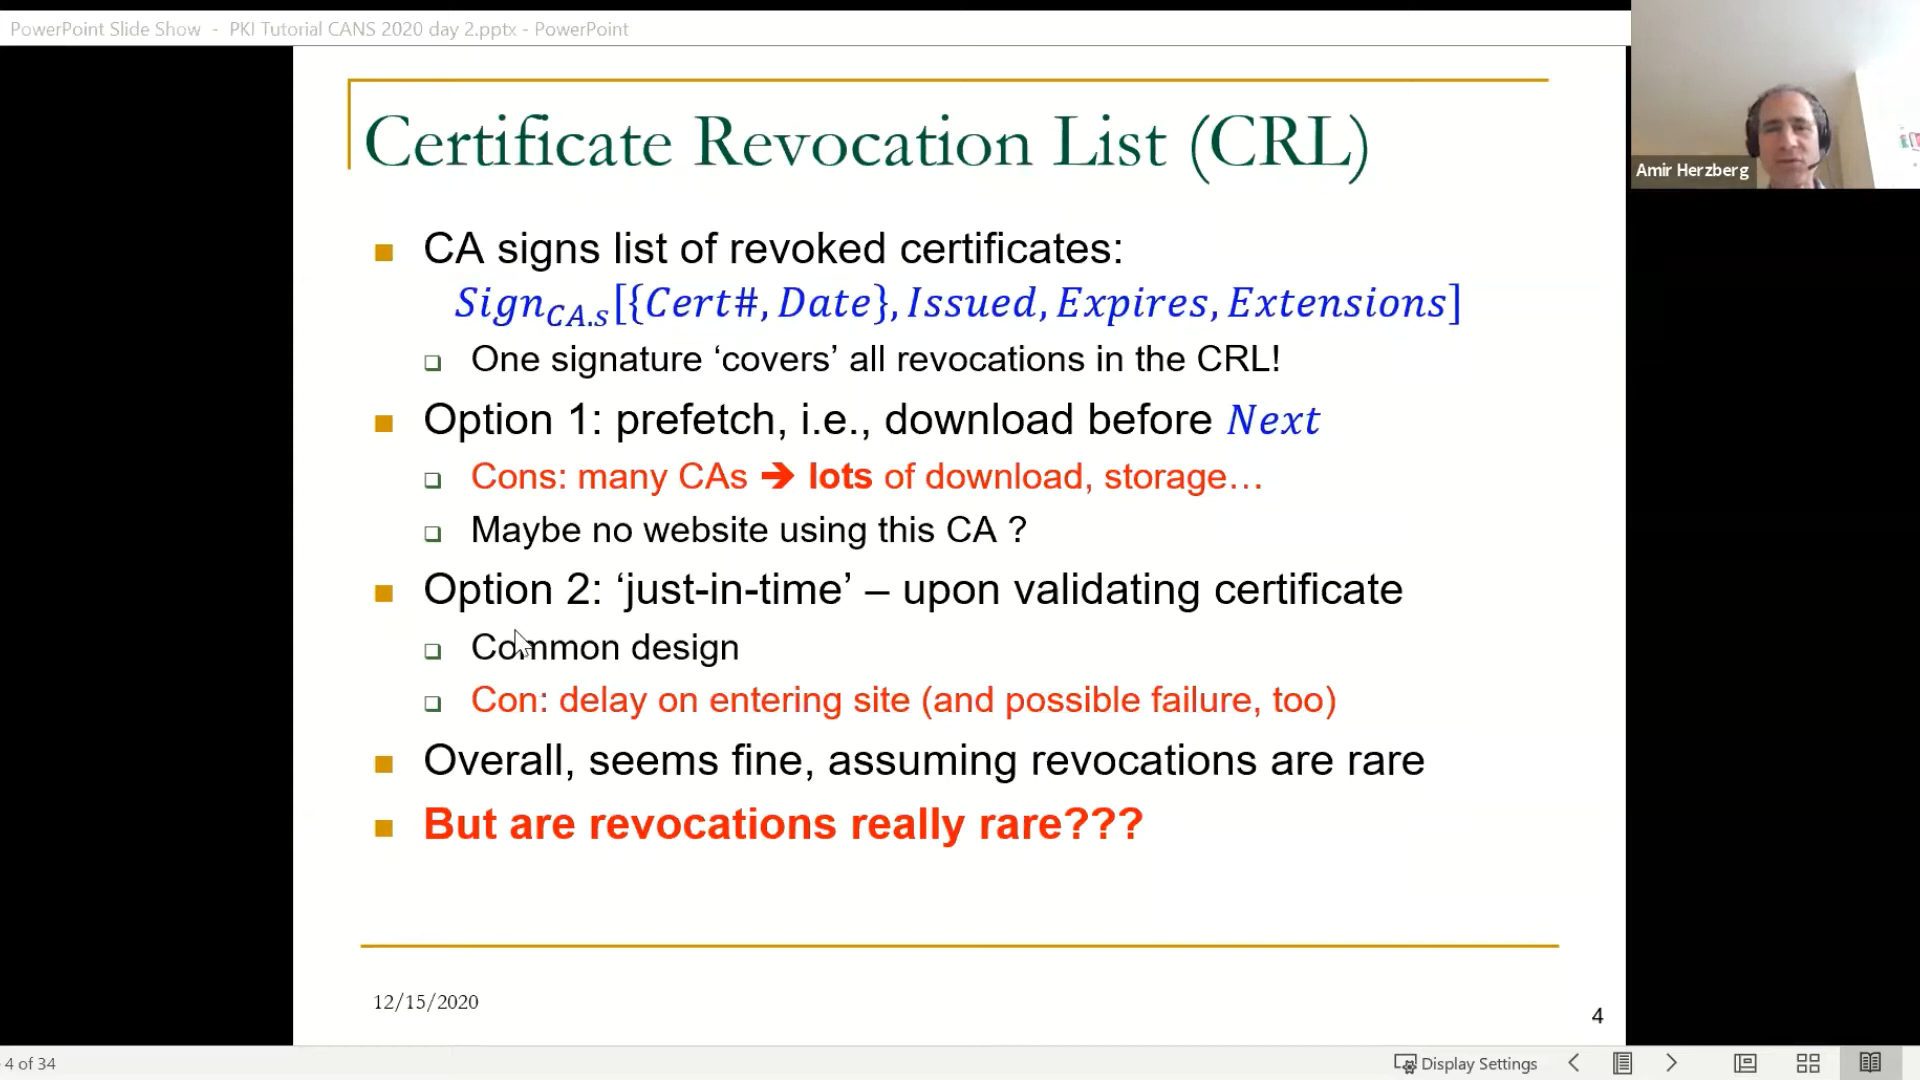 PowerPoint Slide Show - PKI Tutorial CANS 2020 day 2.pptx - PowerPoint
Amir Herzberg
Certificate Revocation List (CRL)
CA signs list of revoked certificates:
Sign_CA.s[{Cert#, Date}, Issued, Expires, Extensions]
One signature ‘covers’ all revocations in the CRL!
Option 1: prefetch, i.e., download before Next
Cons: many CAs ➔ lots of download, storage…
Maybe no website using this CA ?
Option 2: ‘just-in-time’ – upon validating certificate
Common design
Con: delay on entering site (and possible failure, too)
Overall, seems fine, assuming revocations are rare
But are revocations really rare???
12/15/2020
4
4 of 34
Display Settings